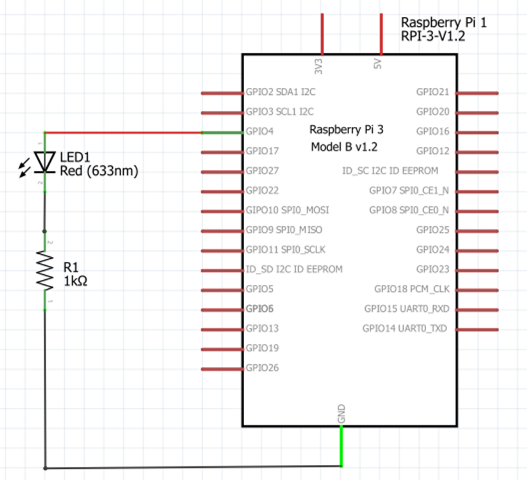 Raspberry Pi 1
RPI-3-V1.2
3V3
5V
GPIO2 SDA1 I2C
GPIO21
GPIO3 SCL1 I2C
GPIO20
GPIO4
Raspberry Pi 3
Model B v1.2
GPIO16
GPIO17
GPIO12
GPIO27
ID_SC I2C ID EEPROM
GPIO22
GPIO7 SPI0_CE1_N
GPIO10 SPI0_MOSI
GPIO8 SPI0_CE0_N
GPIO9 SPI0_MISO
GPIO25
GPIO11 SPI0_SCLK
GPIO24
ID_SD I2C ID EEPROM
GPIO23
GPIO5
GPIO18 PCM_CLK
GPIO6
GPIO15 UART0_RXD
GPIO13
GPIO14 UART0_TXD
GPIO19
GPIO26
GND
LED1
Red (633nm)
R1
1kΩ
2
1